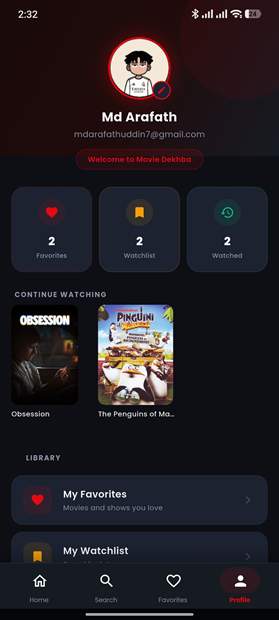 2:32
24
Md Arafath
mdarafathuddin7@gmail.com
Welcome to Movie Dekhba
2
Favorites
2
Watchlist
2
Watched
CONTINUE WATCHING
OBSESSION
PINGUINI
Obsession
The Penguins of Ma...
LIBRARY
My Favorites
Movies and shows you love
My Watchlist
Home
Search
Favorites
Profile